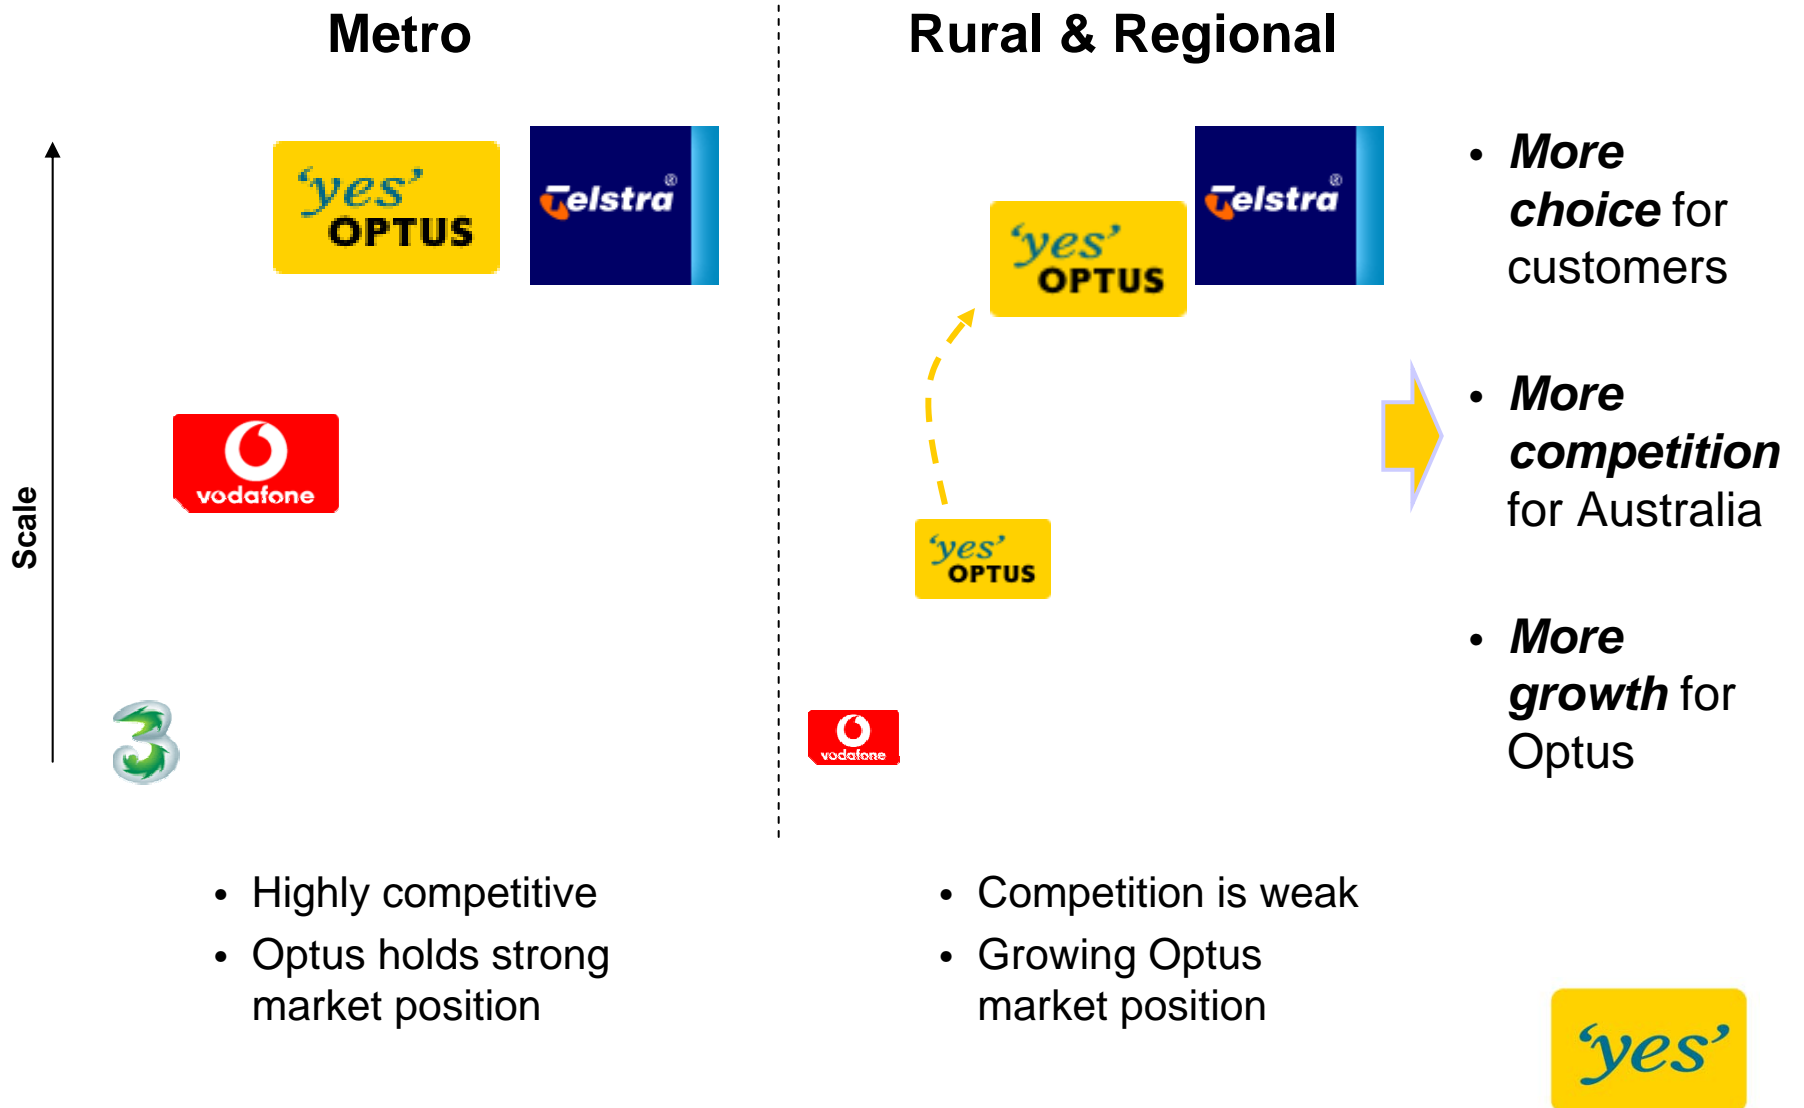 Metro
Rural & Regional
Scale
‘yes’
OPTUS
Telstra®
vodafone
3
‘yes’
OPTUS
Telstra®
‘yes’
OPTUS
vodafone
• More
choice for
customers
• More
competition
for Australia
• More
growth for
Optus
• Highly competitive
• Optus holds strong
market position
• Competition is weak
• Growing Optus
market position
‘yes’